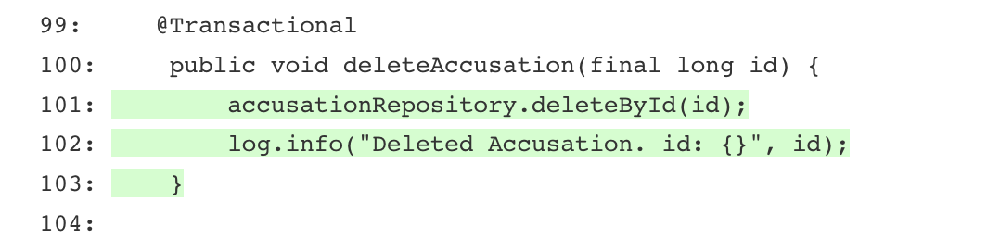 99:     @Transactional
100:     public void deleteAccusation(final long id) {
101:         accusationRepository.deleteById(id);
102:         log.info("Deleted Accusation. id: {}", id);
103:     }
104: